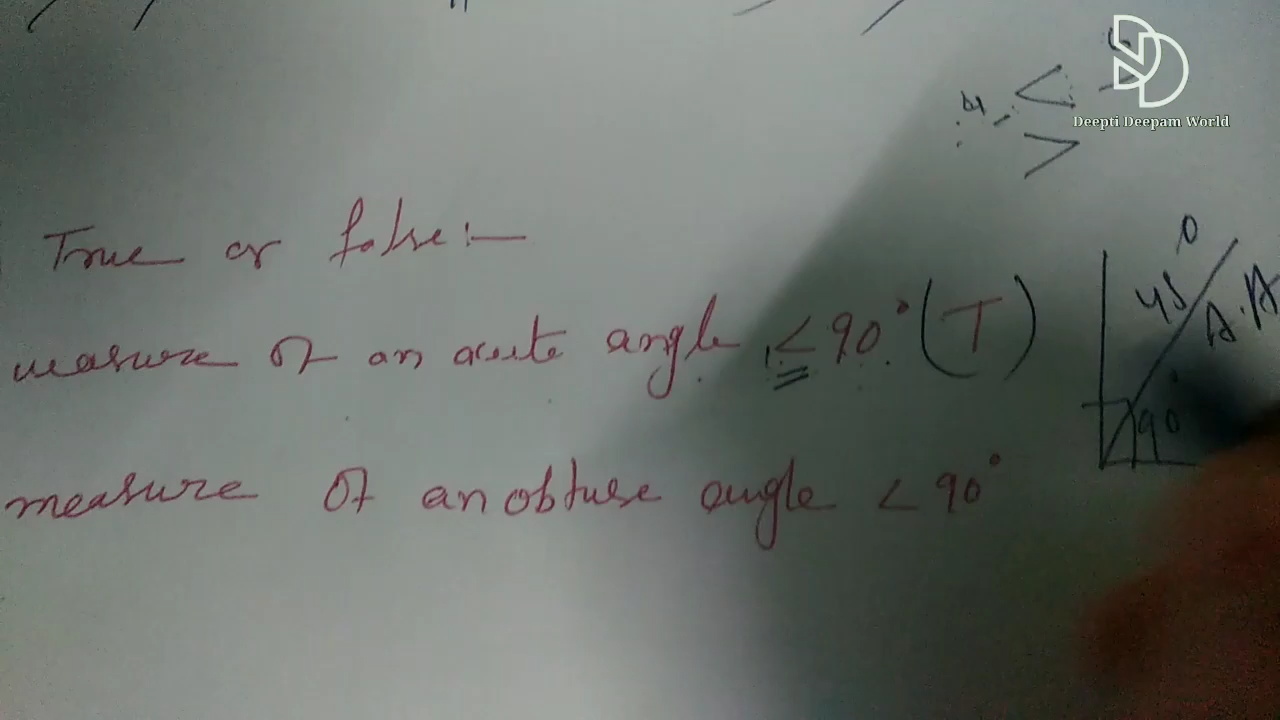 Deepti Deepam World
True or false:—
measure of an acute angle < 90° (T)
45°
A.A
90°
measure of an obtuse angle < 90°